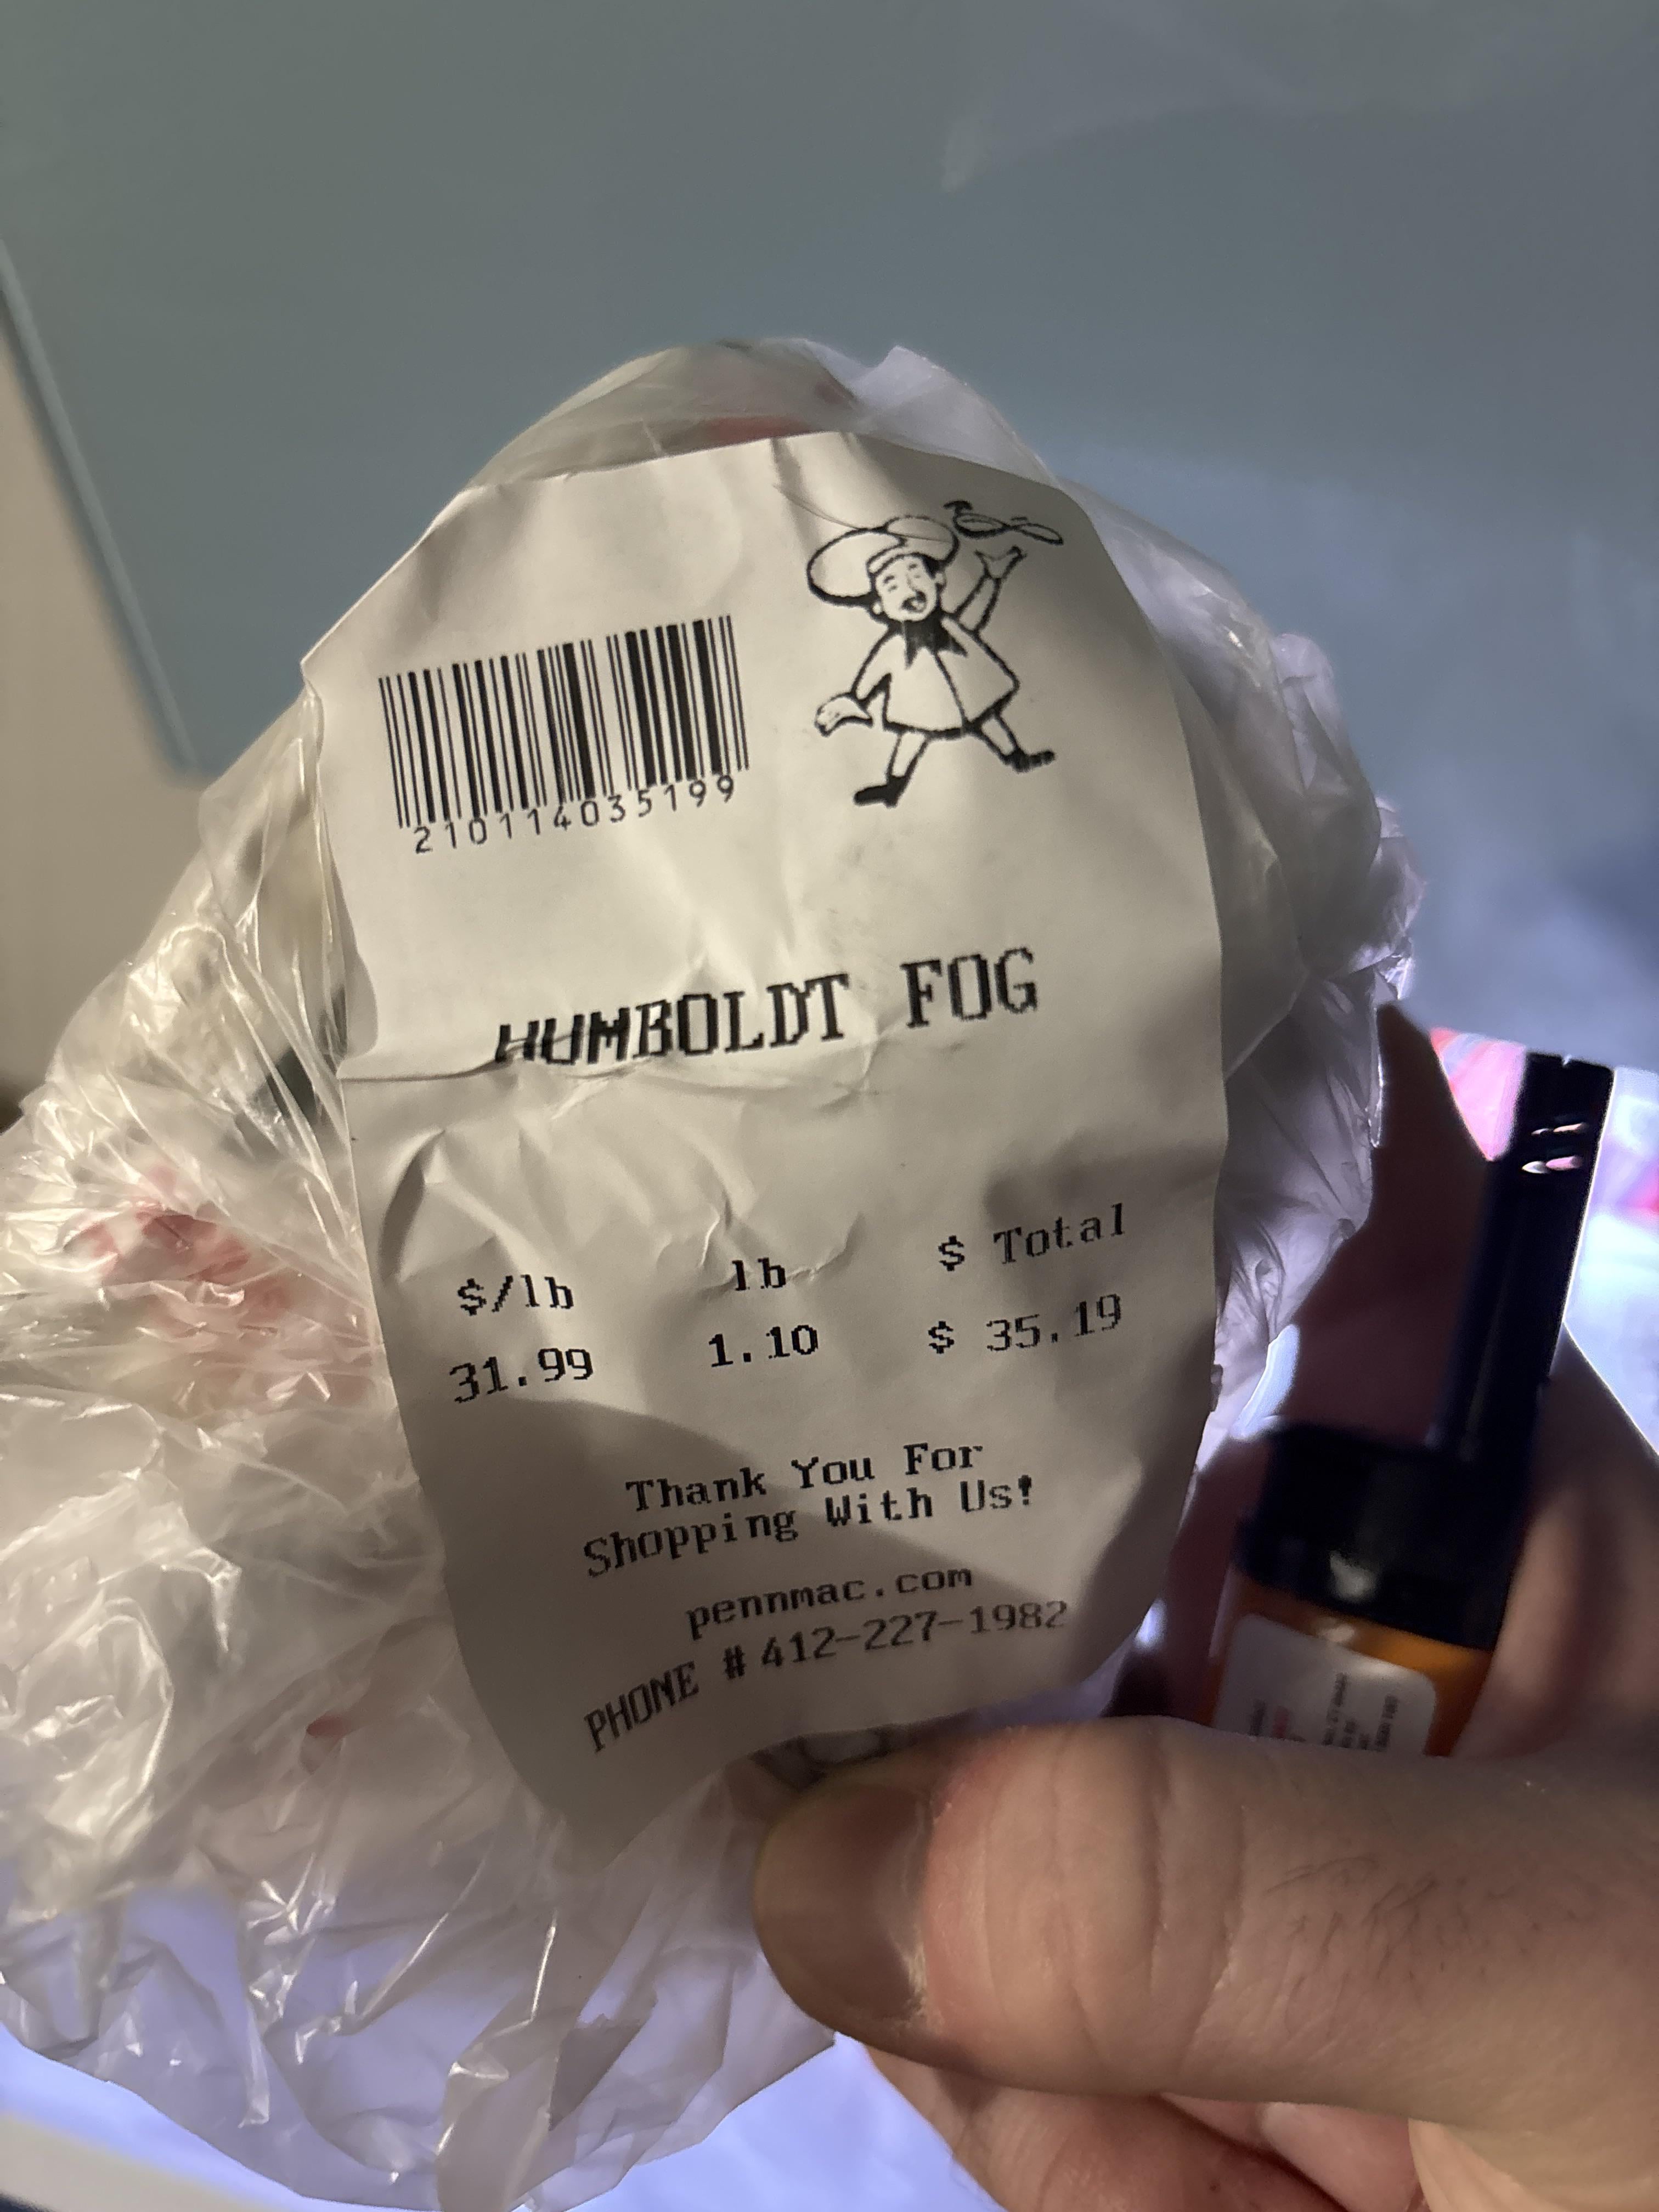 210114035199
HUMBOLDT FOG
$/lb lb $ Total
31.99 1.10 $ 35.19
Thank You For
Shopping With Us!
pennmac.com
PHONE # 412-227-1982